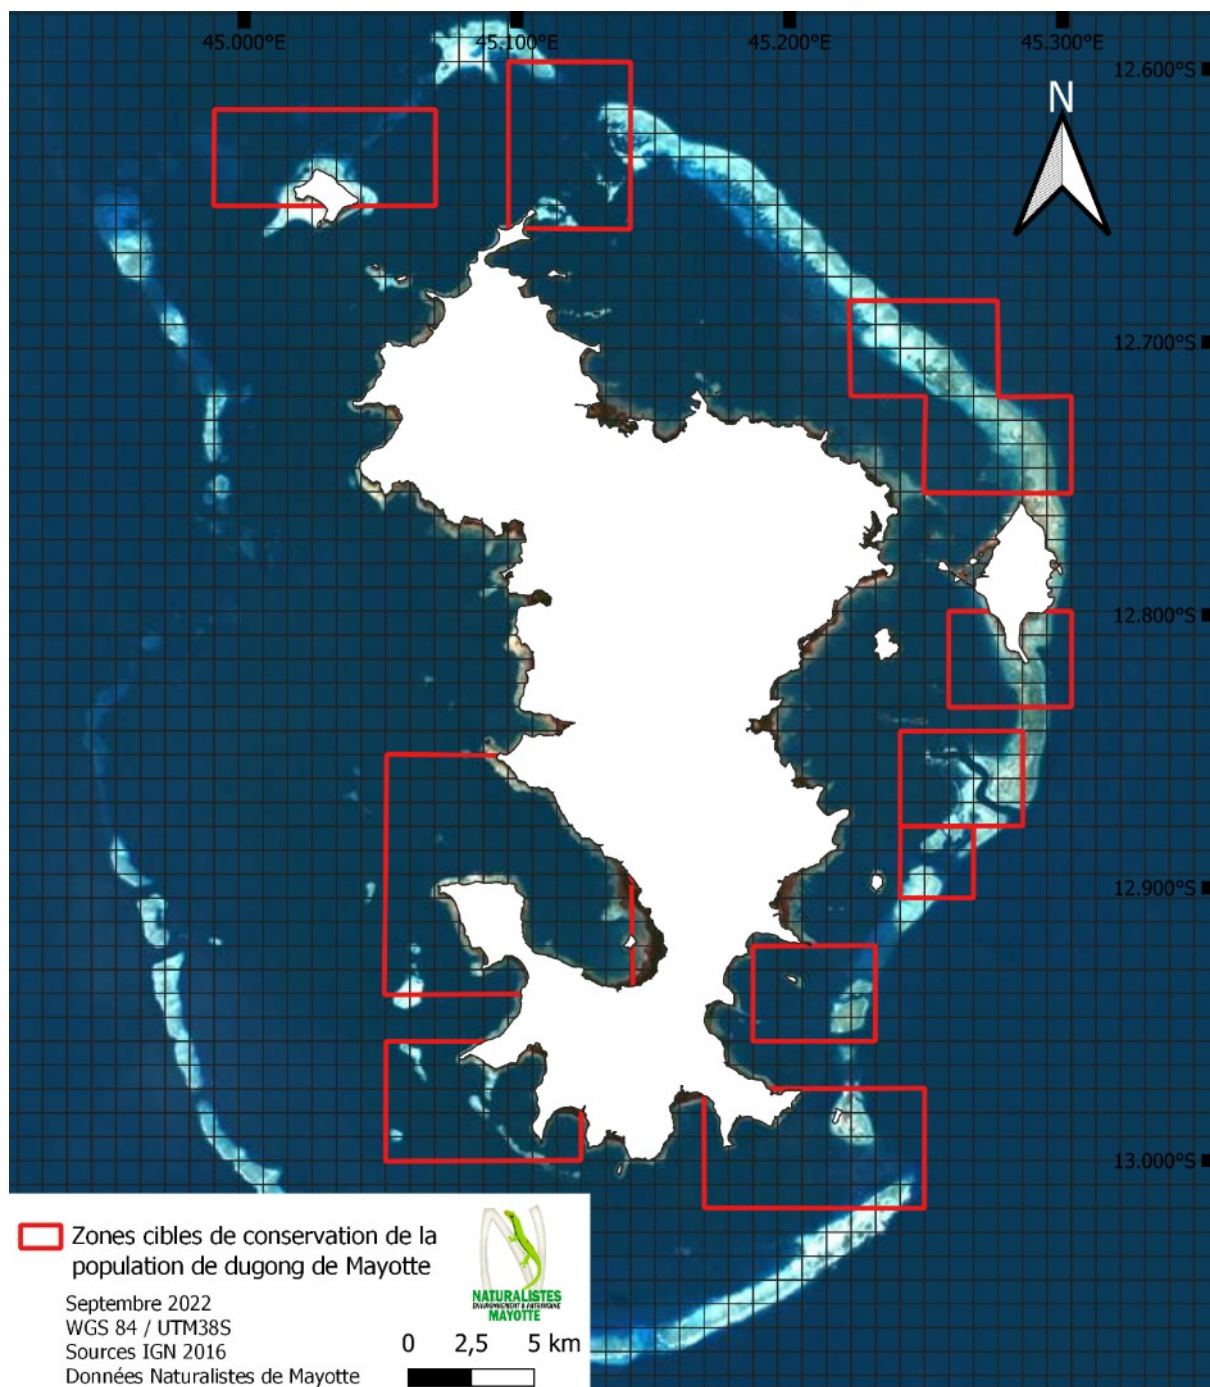 45.000°E 45.100°E 45.200°E 45.300°E
12.600°S
N
12.700°S
12.800°S
12.900°S
13.000°S
Zones cibles de conservation de la
population de dugong de Mayotte
Septembre 2022
WGS 84 / UTM38S
Sources IGN 2016
Données Naturalistes de Mayotte
NATURALISTES
ENVIRONNEMENT & PATRIMOINE
MAYOTTE
0 2,5 5 km